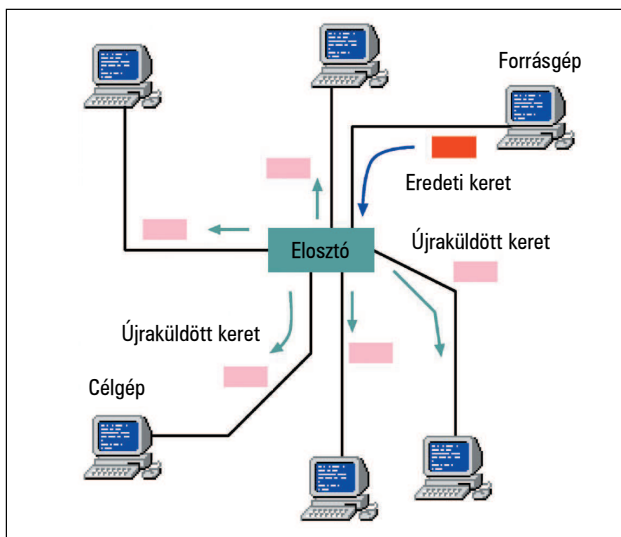 Forrásgép
Eredeti keret
Elosztó
Újraküldött keret
Újraküldött keret
Célgép